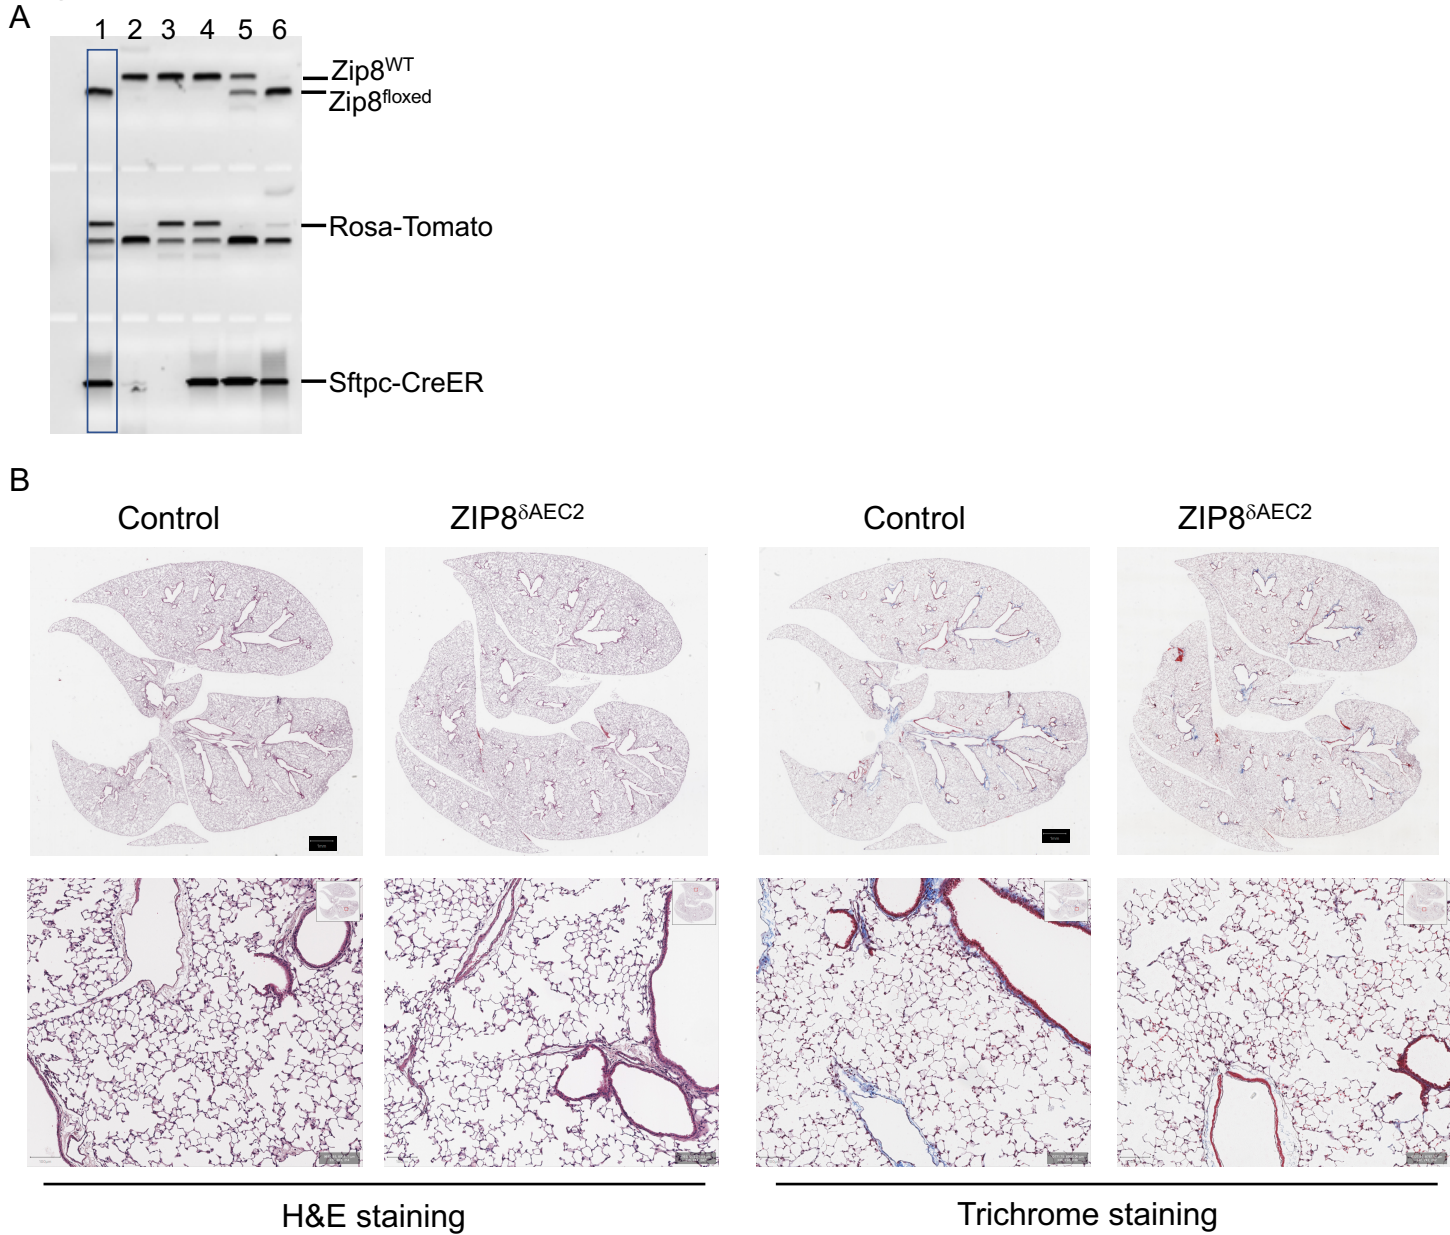 A
1 2 3 4 5 6
Zip8WT
Zip8floxed
Rosa-Tomato
Sftpc-CreER
B
Control ZIP8δAEC2 Control ZIP8δAEC2
H&E staining Trichrome staining